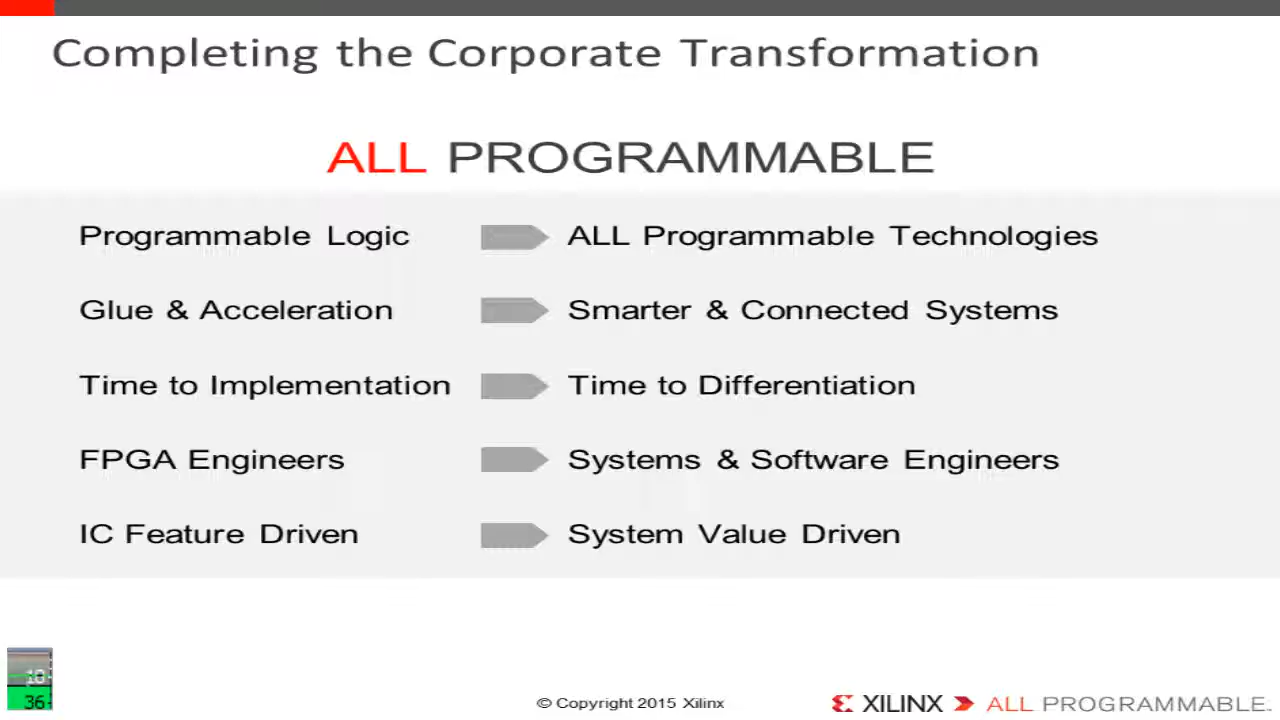 Completing the Corporate Transformation
ALL PROGRAMMABLE
Programmable Logic ALL Programmable Technologies
Glue & Acceleration Smarter & Connected Systems
Time to Implementation Time to Differentiation
FPGA Engineers Systems & Software Engineers
IC Feature Driven System Value Driven
36
© Copyright 2015 Xilinx
XILINX ALL PROGRAMMABLE.